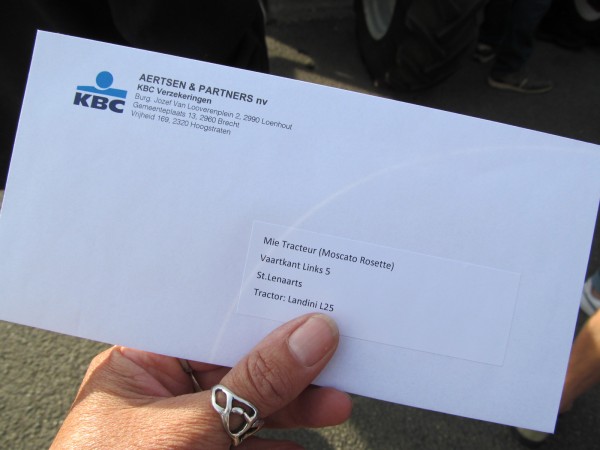 KBC
AERTSEN & PARTNERS nv
KBC Verzekeringen
Burg. Jozef Van Looverenplein 2, 2990 Loenhout
Gemeenteplaats 13, 2960 Brecht
Vrijheid 169, 2320 Hoogstraten
Mie Tracteur (Moscato Rosette)
Vaartkant Links 5
St.Lenaarts
Tractor: Landini L25